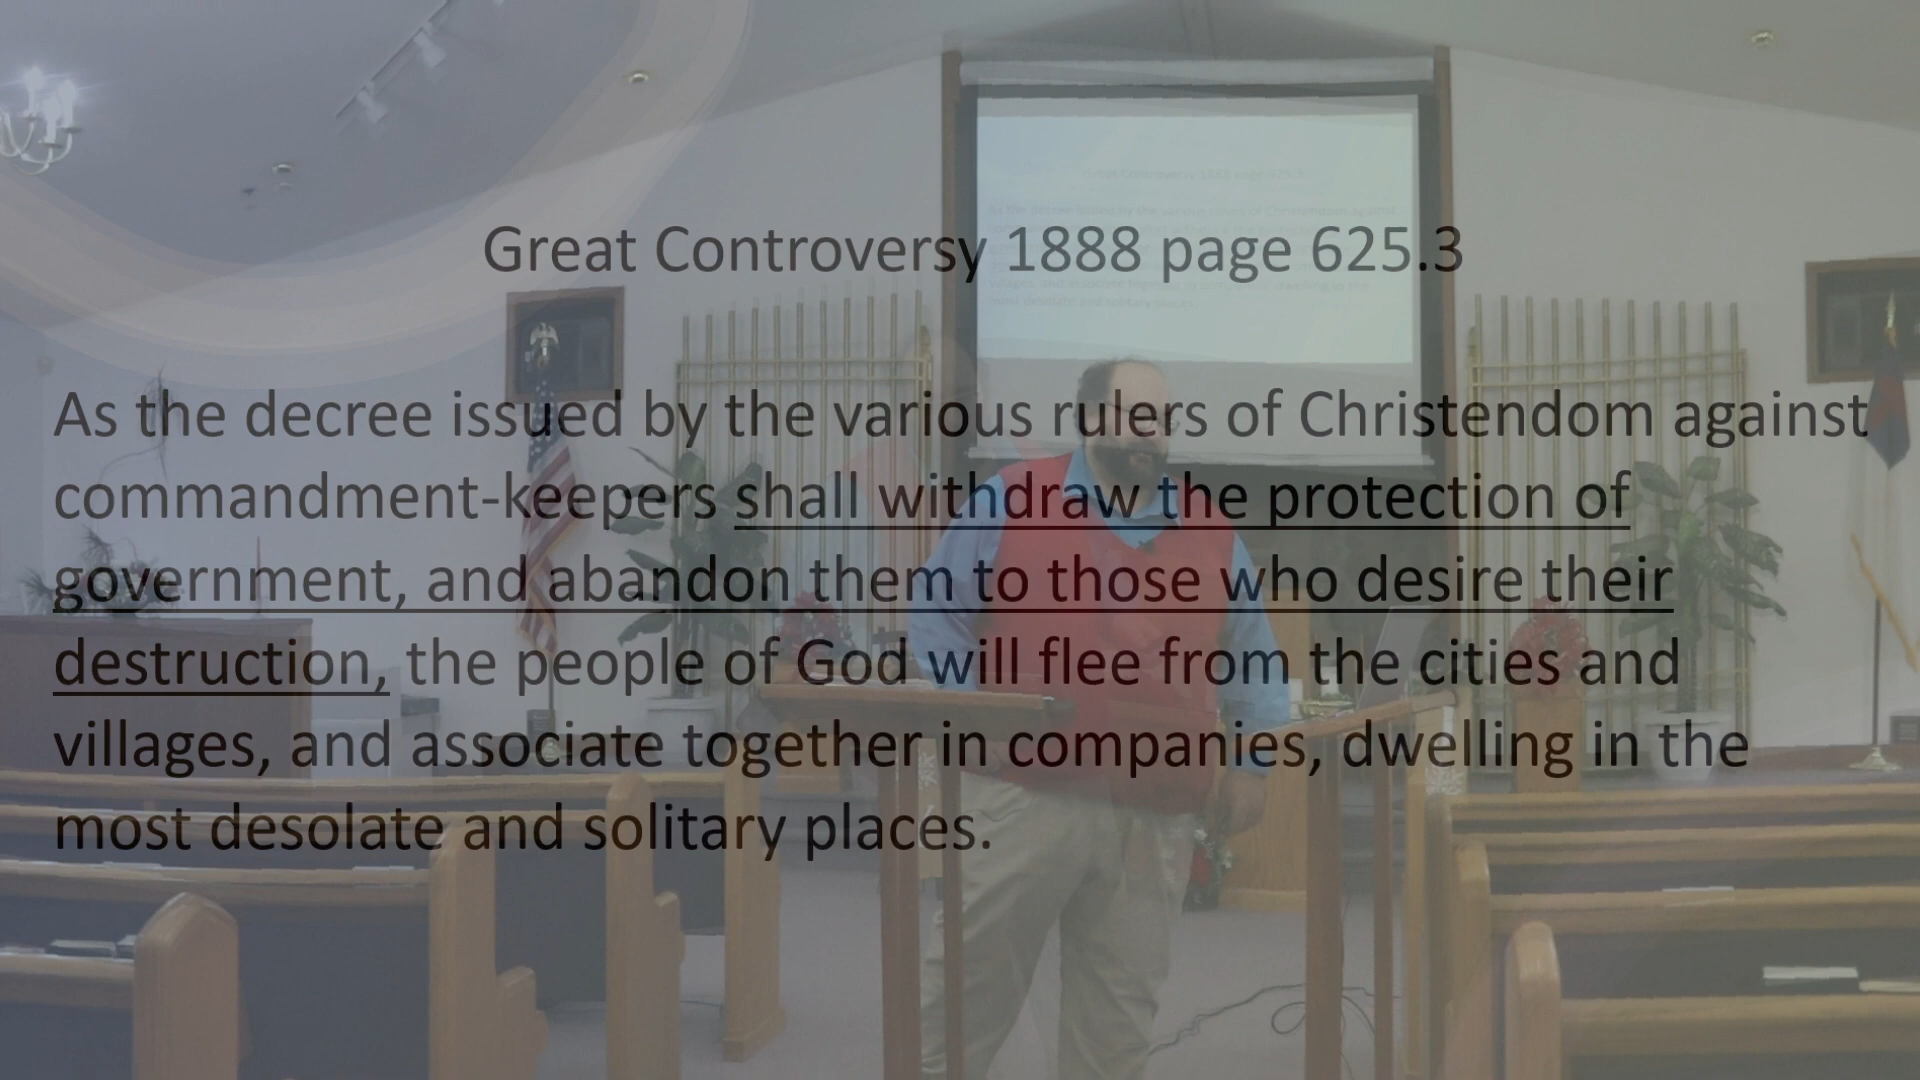 Great Controversy 1888 page 625.3
As the decree issued by the various rulers of Christendom against
commandment-keepers shall withdraw the protection of
government, and abandon them to those who desire their
destruction, the people of God will flee from the cities and
villages, and associate together in companies, dwelling in the
most desolate and solitary places.